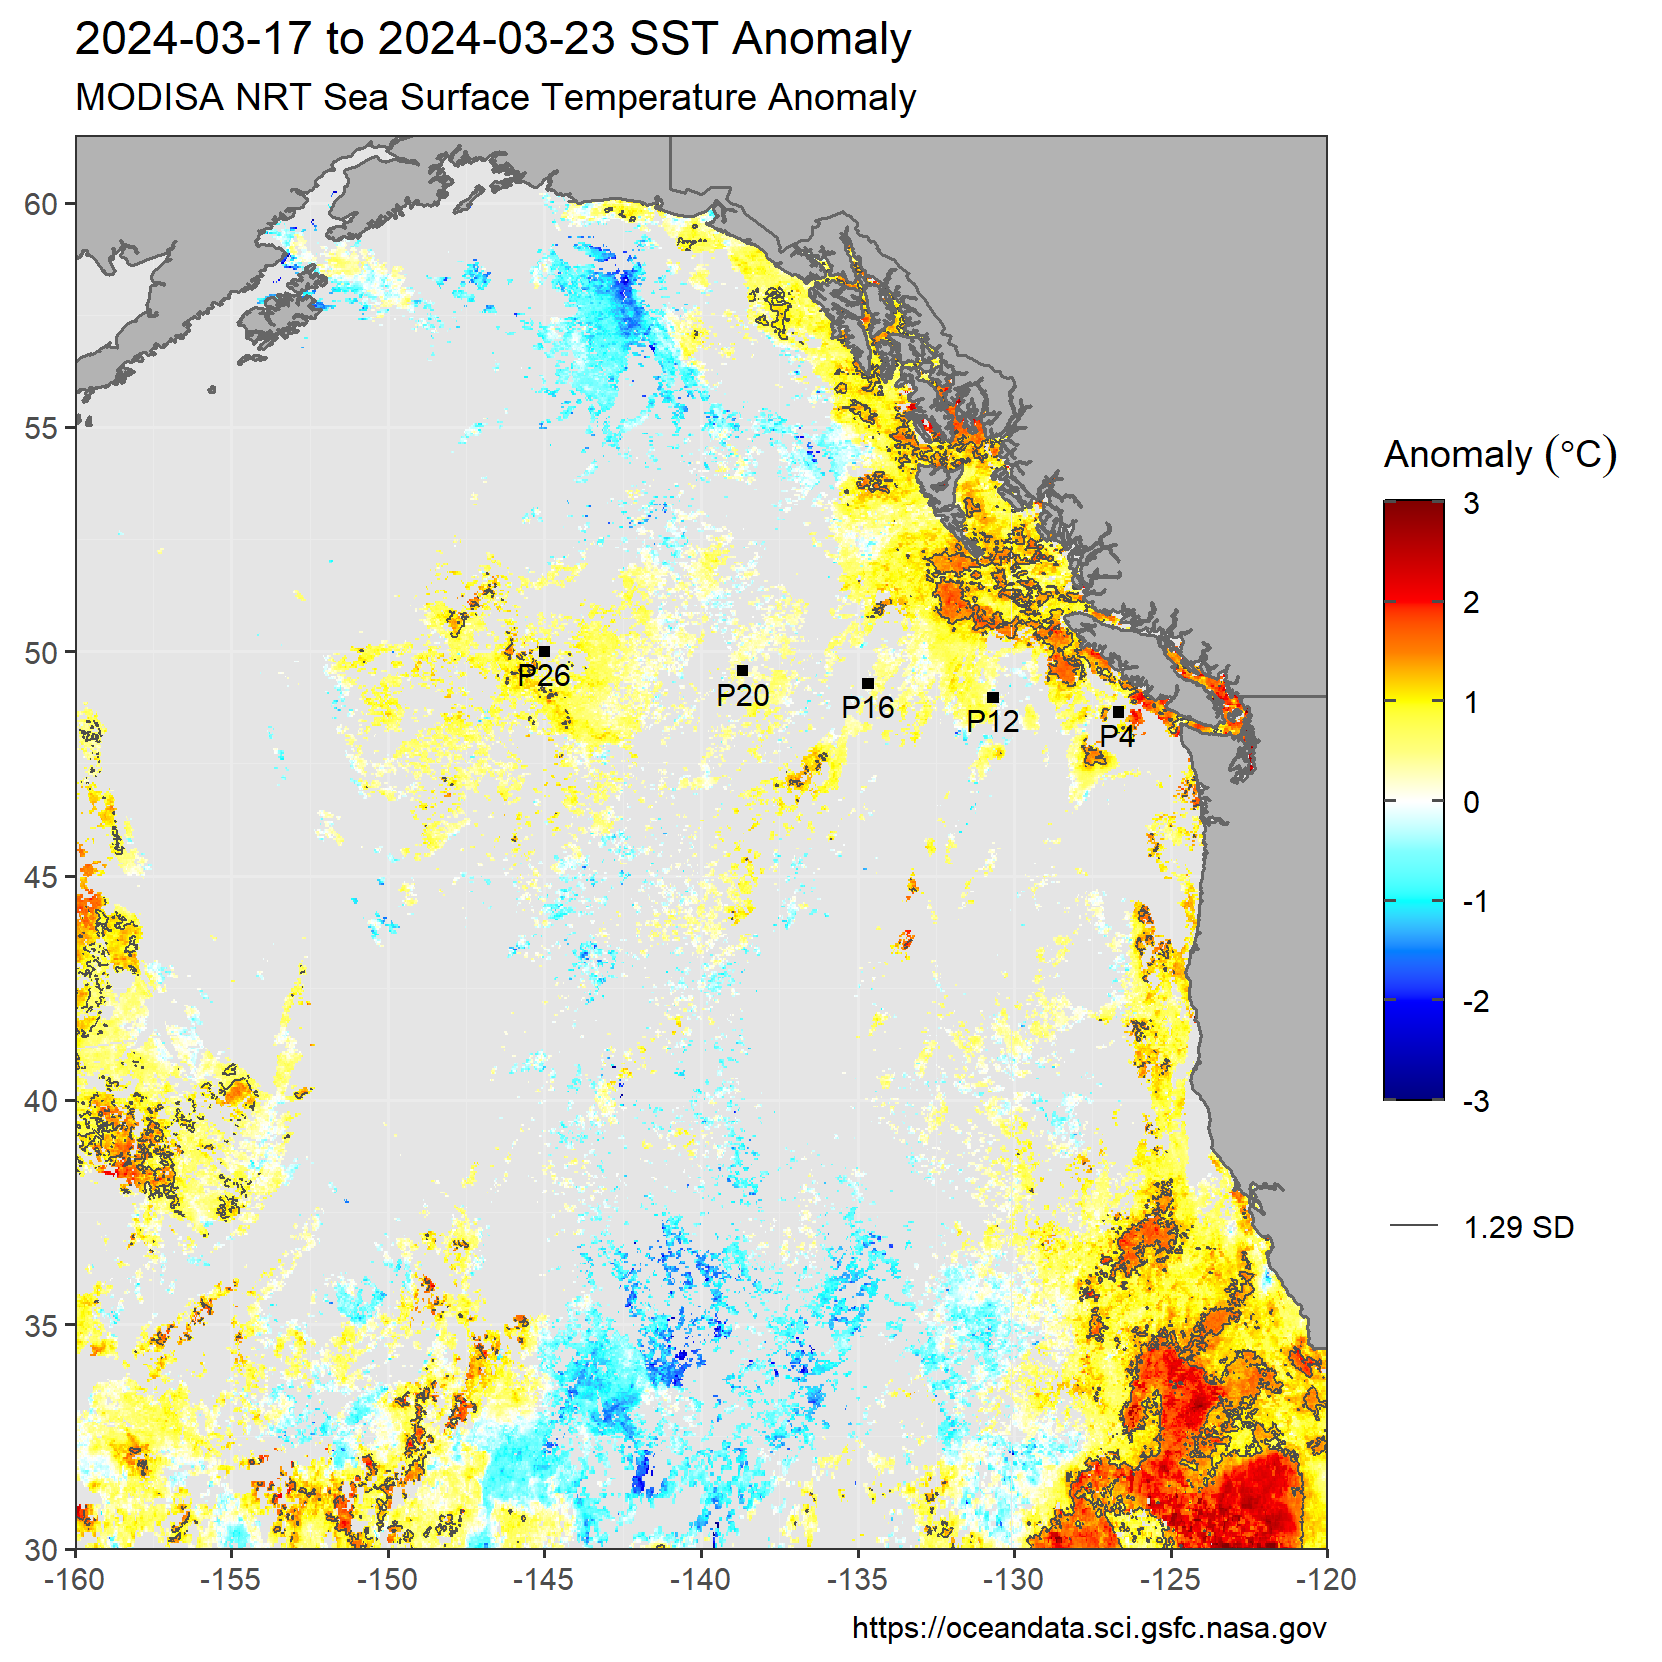 2024-03-17 to 2024-03-23 SST Anomaly
MODISA NRT Sea Surface Temperature Anomaly
60
55
50
45
40
35
30
-160
-155
-150
-145
-140
-135
-130
-125
-120
P26
P20
P16
P12
P4
Anomaly (°C)
3
2
1
0
-1
-2
-3
1.29 SD
https://oceandata.sci.gsfc.nasa.gov